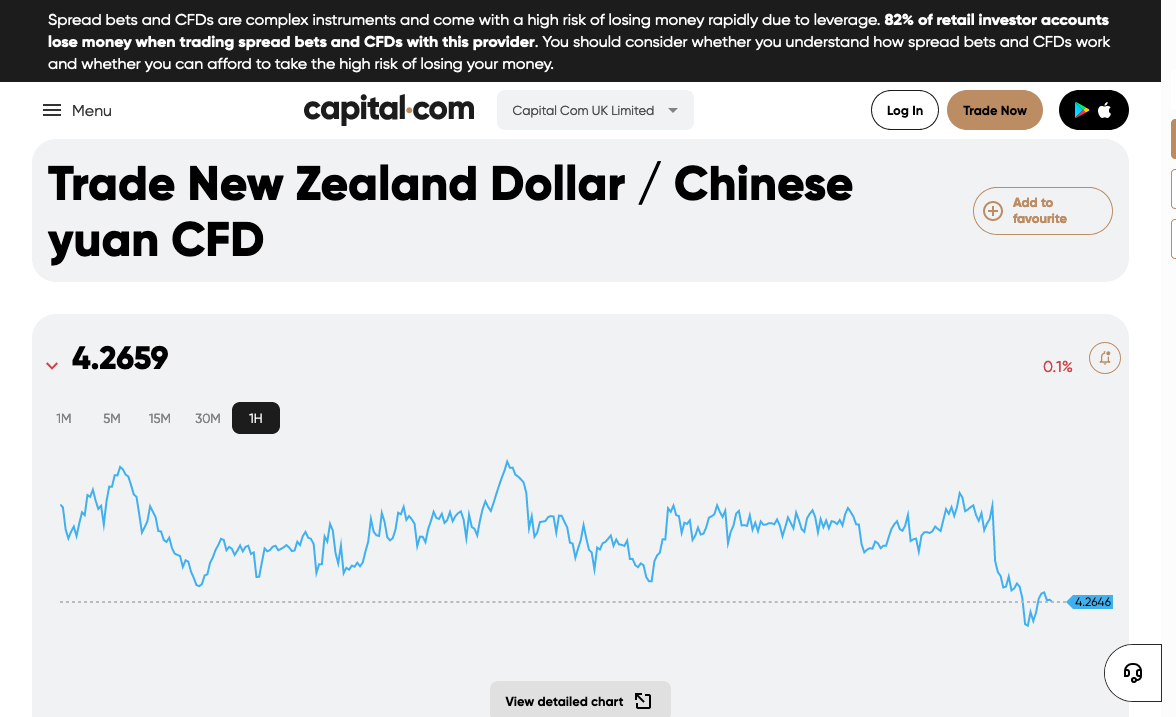 Spread bets and CFDs are complex instruments and come with a high risk of losing money rapidly due to leverage. 82% of retail investor accounts
lose money when trading spread bets and CFDs with this provider. You should consider whether you understand how spread bets and CFDs work
and whether you can afford to take the high risk of losing your money.
Menu
capital.com
Capital Com UK Limited
Log In
Trade Now
Trade New Zealand Dollar / Chinese
yuan CFD
Add to
favourite
4.2659
0.1%
1M 5M 15M 30M 1H
4.2646
View detailed chart